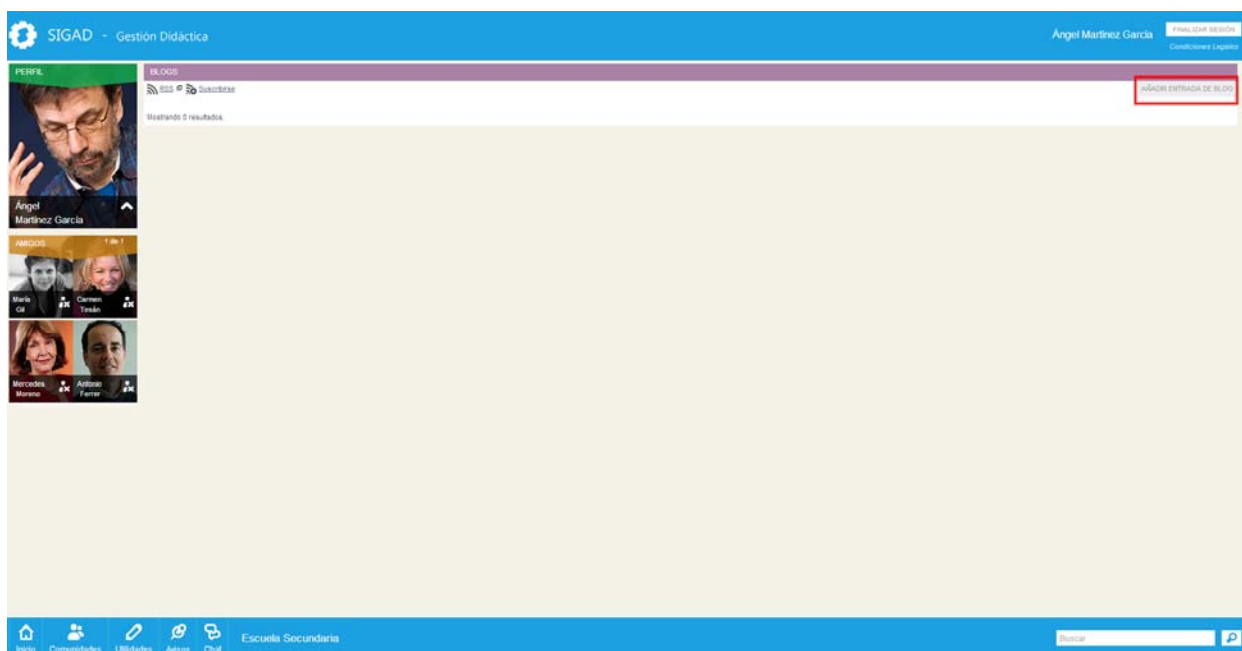 SIGAD - Gestión Didáctica
Ángel Martínez García
FINALIZAR SESIÓN
Condiciones Legales
PERFIL
Ángel
Martínez García
AMIGOS 1 de 1
María
Gil
Carmen
Tesán
Mercedes
Moreno
Antonio
Ferrer
BLOGS
RSS Suscribirse
AÑADIR ENTRADA DE BLOG
Mostrando 0 resultados.
Inicio Comunidades Utilidades Avisos Chat
Escuela Secundaria
Buscar